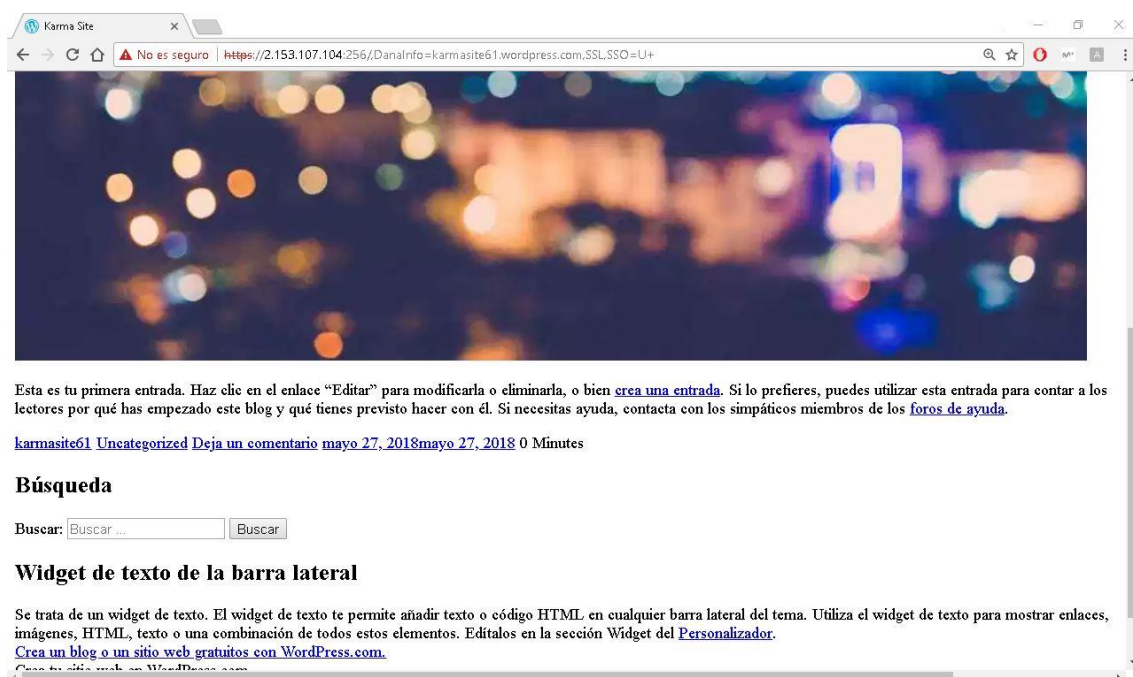 Karma Site
No es seguro | https://2.153.107.104:256/,DanaInfo=karmasite61.wordpress.com,SSL,SSO=U+
Esta es tu primera entrada. Haz clic en el enlace “Editar” para modificarla o eliminarla, o bien crea una entrada. Si lo prefieres, puedes utilizar esta entrada para contar a los
lectores por qué has empezado este blog y qué tienes previsto hacer con él. Si necesitas ayuda, contacta con los simpáticos miembros de los foros de ayuda.
karmasite61 Uncategorized Deja un comentario mayo 27, 2018mayo 27, 2018 0 Minutes
Búsqueda
Buscar: Buscar ... Buscar
Widget de texto de la barra lateral
Se trata de un widget de texto. El widget de texto te permite añadir texto o código HTML en cualquier barra lateral del tema. Utiliza el widget de texto para mostrar enlaces,
imágenes, HTML, texto o una combinación de todos estos elementos. Edítalos en la sección Widget del Personalizador.
Crea un blog o un sitio web gratuitos con WordPress.com.
Crea tu sitio web en WordPress.com